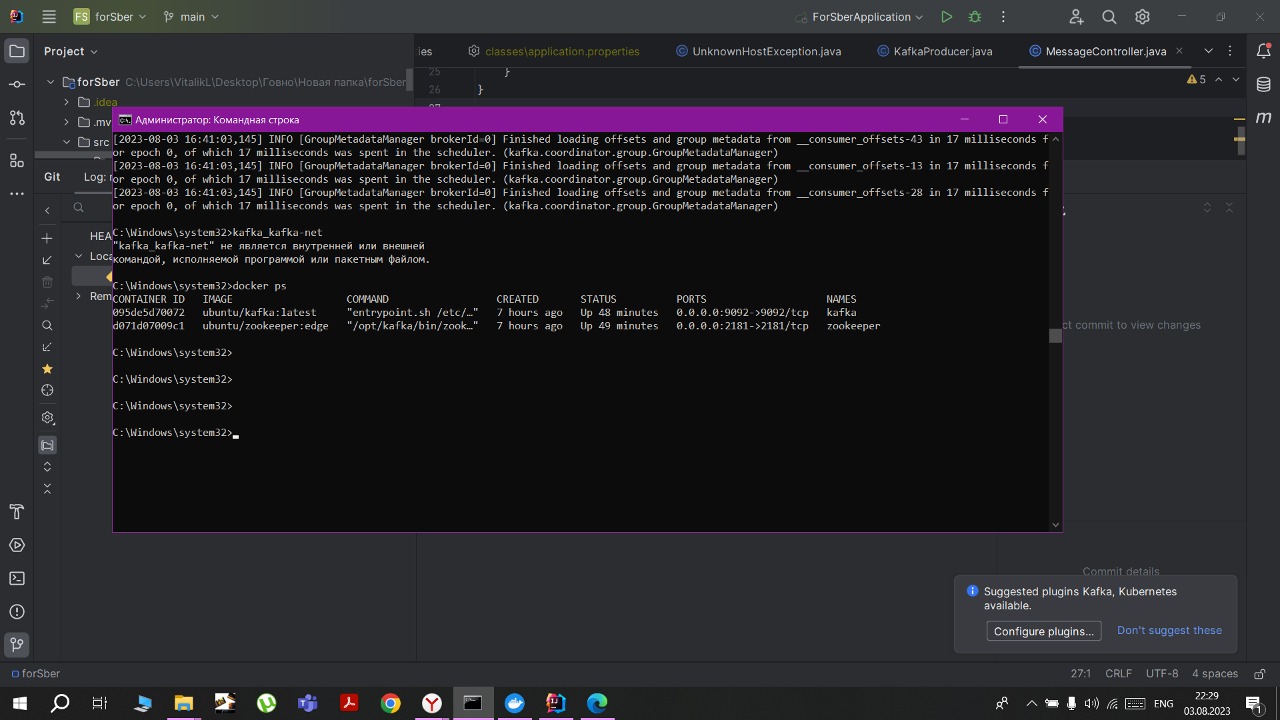 FS forSber main ForSberApplication
Project
ies classes\application.properties UnknownHostException.java KafkaProducer.java MessageController.java
forSber C:\Users\VitalikL\Desktop\Говно\Новая папка\forSber
25 }
26 }
27
5
.idea
.mv
src
Администратор: Командная строка
[2023-08-03 16:41:03,145] INFO [GroupMetadataManager brokerId=0] Finished loading offsets and group metadata from __consumer_offsets-43 in 17 milliseconds f
or epoch 0, of which 17 milliseconds was spent in the scheduler. (kafka.coordinator.group.GroupMetadataManager)
[2023-08-03 16:41:03,145] INFO [GroupMetadataManager brokerId=0] Finished loading offsets and group metadata from __consumer_offsets-13 in 17 milliseconds f
or epoch 0, of which 17 milliseconds was spent in the scheduler. (kafka.coordinator.group.GroupMetadataManager)
[2023-08-03 16:41:03,145] INFO [GroupMetadataManager brokerId=0] Finished loading offsets and group metadata from __consumer_offsets-28 in 17 milliseconds f
or epoch 0, of which 17 milliseconds was spent in the scheduler. (kafka.coordinator.group.GroupMetadataManager)
C:\Windows\system32>kafka_kafka-net
"kafka_kafka-net" не является внутренней или внешней
командой, исполняемой программой или пакетным файлом.
C:\Windows\system32>docker ps
CONTAINER ID IMAGE COMMAND CREATED STATUS PORTS NAMES
095de5d70072 ubuntu/kafka:latest "entrypoint.sh /etc/…" 7 hours ago Up 48 minutes 0.0.0.0:9092->9092/tcp kafka
d071d07009c1 ubuntu/zookeeper:edge "/opt/kafka/bin/zook…" 7 hours ago Up 49 minutes 0.0.0.0:2181->2181/tcp zookeeper
C:\Windows\system32>
C:\Windows\system32>
C:\Windows\system32>
C:\Windows\system32>
Git Log:
HEA
Loca
Rem
ct commit to view changes
Commit details
Suggested plugins Kafka, Kubernetes
available.
Configure plugins... Don't suggest these
forSber 27:1 CRLF UTF-8 4 spaces
ENG 22:29
03.08.2023
1